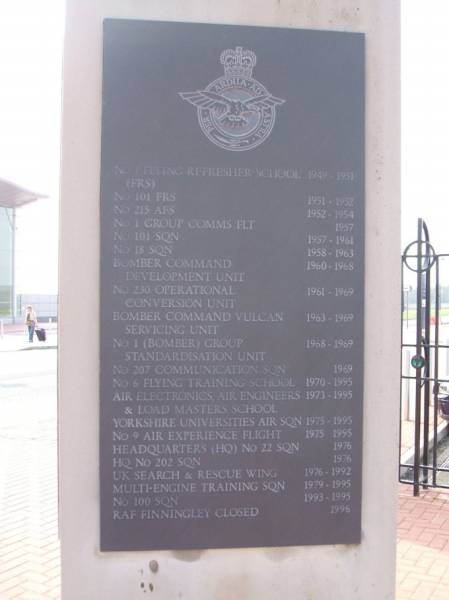 PER ARDUA AD ASTRA
No 1 FLYING REFRESHER SCHOOL 1949 - 1951
(FRS)
No 101 FRS 1951 - 1952
No 215 AFS 1952 - 1954
No 1 GROUP COMMS FLT 1957
No 101 SQN 1957 - 1961
No 18 SQN 1958 - 1963
BOMBER COMMAND 1960 - 1968
DEVELOPMENT UNIT
No 230 OPERATIONAL 1961 - 1969
CONVERSION UNIT
BOMBER COMMAND VULCAN 1963 - 1969
SERVICING UNIT
No 1 (BOMBER) GROUP 1968 - 1969
STANDARDISATION UNIT
No 207 COMMUNICATION SQN 1969
No 6 FLYING TRAINING SCHOOL 1970 - 1995
AIR ELECTRONICS, AIR ENGINEERS 1973 - 1995
& LOAD MASTERS SCHOOL
YORKSHIRE UNIVERSITIES AIR SQN 1975 - 1995
No 9 AIR EXPERIENCE FLIGHT 1975 1995
HEADQUARTERS (HQ) No 22 SQN 1976
HQ No 202 SQN 1976
UK SEARCH & RESCUE WING 1976 - 1992
MULTI-ENGINE TRAINING SQN 1979 - 1995
No 100 SQN 1993 - 1995
RAF FINNINGLEY CLOSED 1996